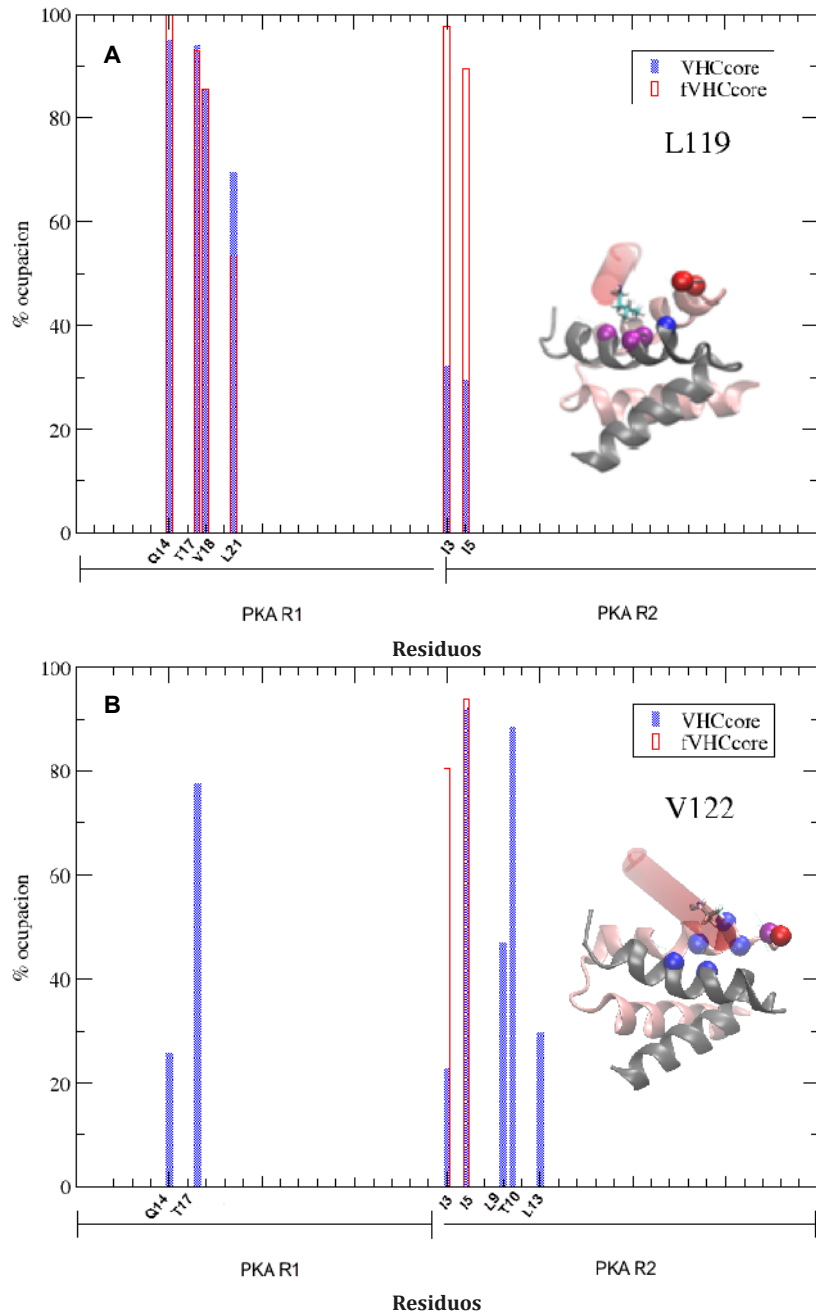 100
A
VHCcore
fVHCcore
L119
80
60
% ocupacion
40
20
0
Q14 T17 V18 L21 I3 I5
PKA R1 PKA R2
Residuos
100
B
VHCcore
fVHCcore
V122
80
60
% ocupacion
40
20
0
Q14 T17 I3 I5 L9 T10 L13
PKA R1 PKA R2
Residuos